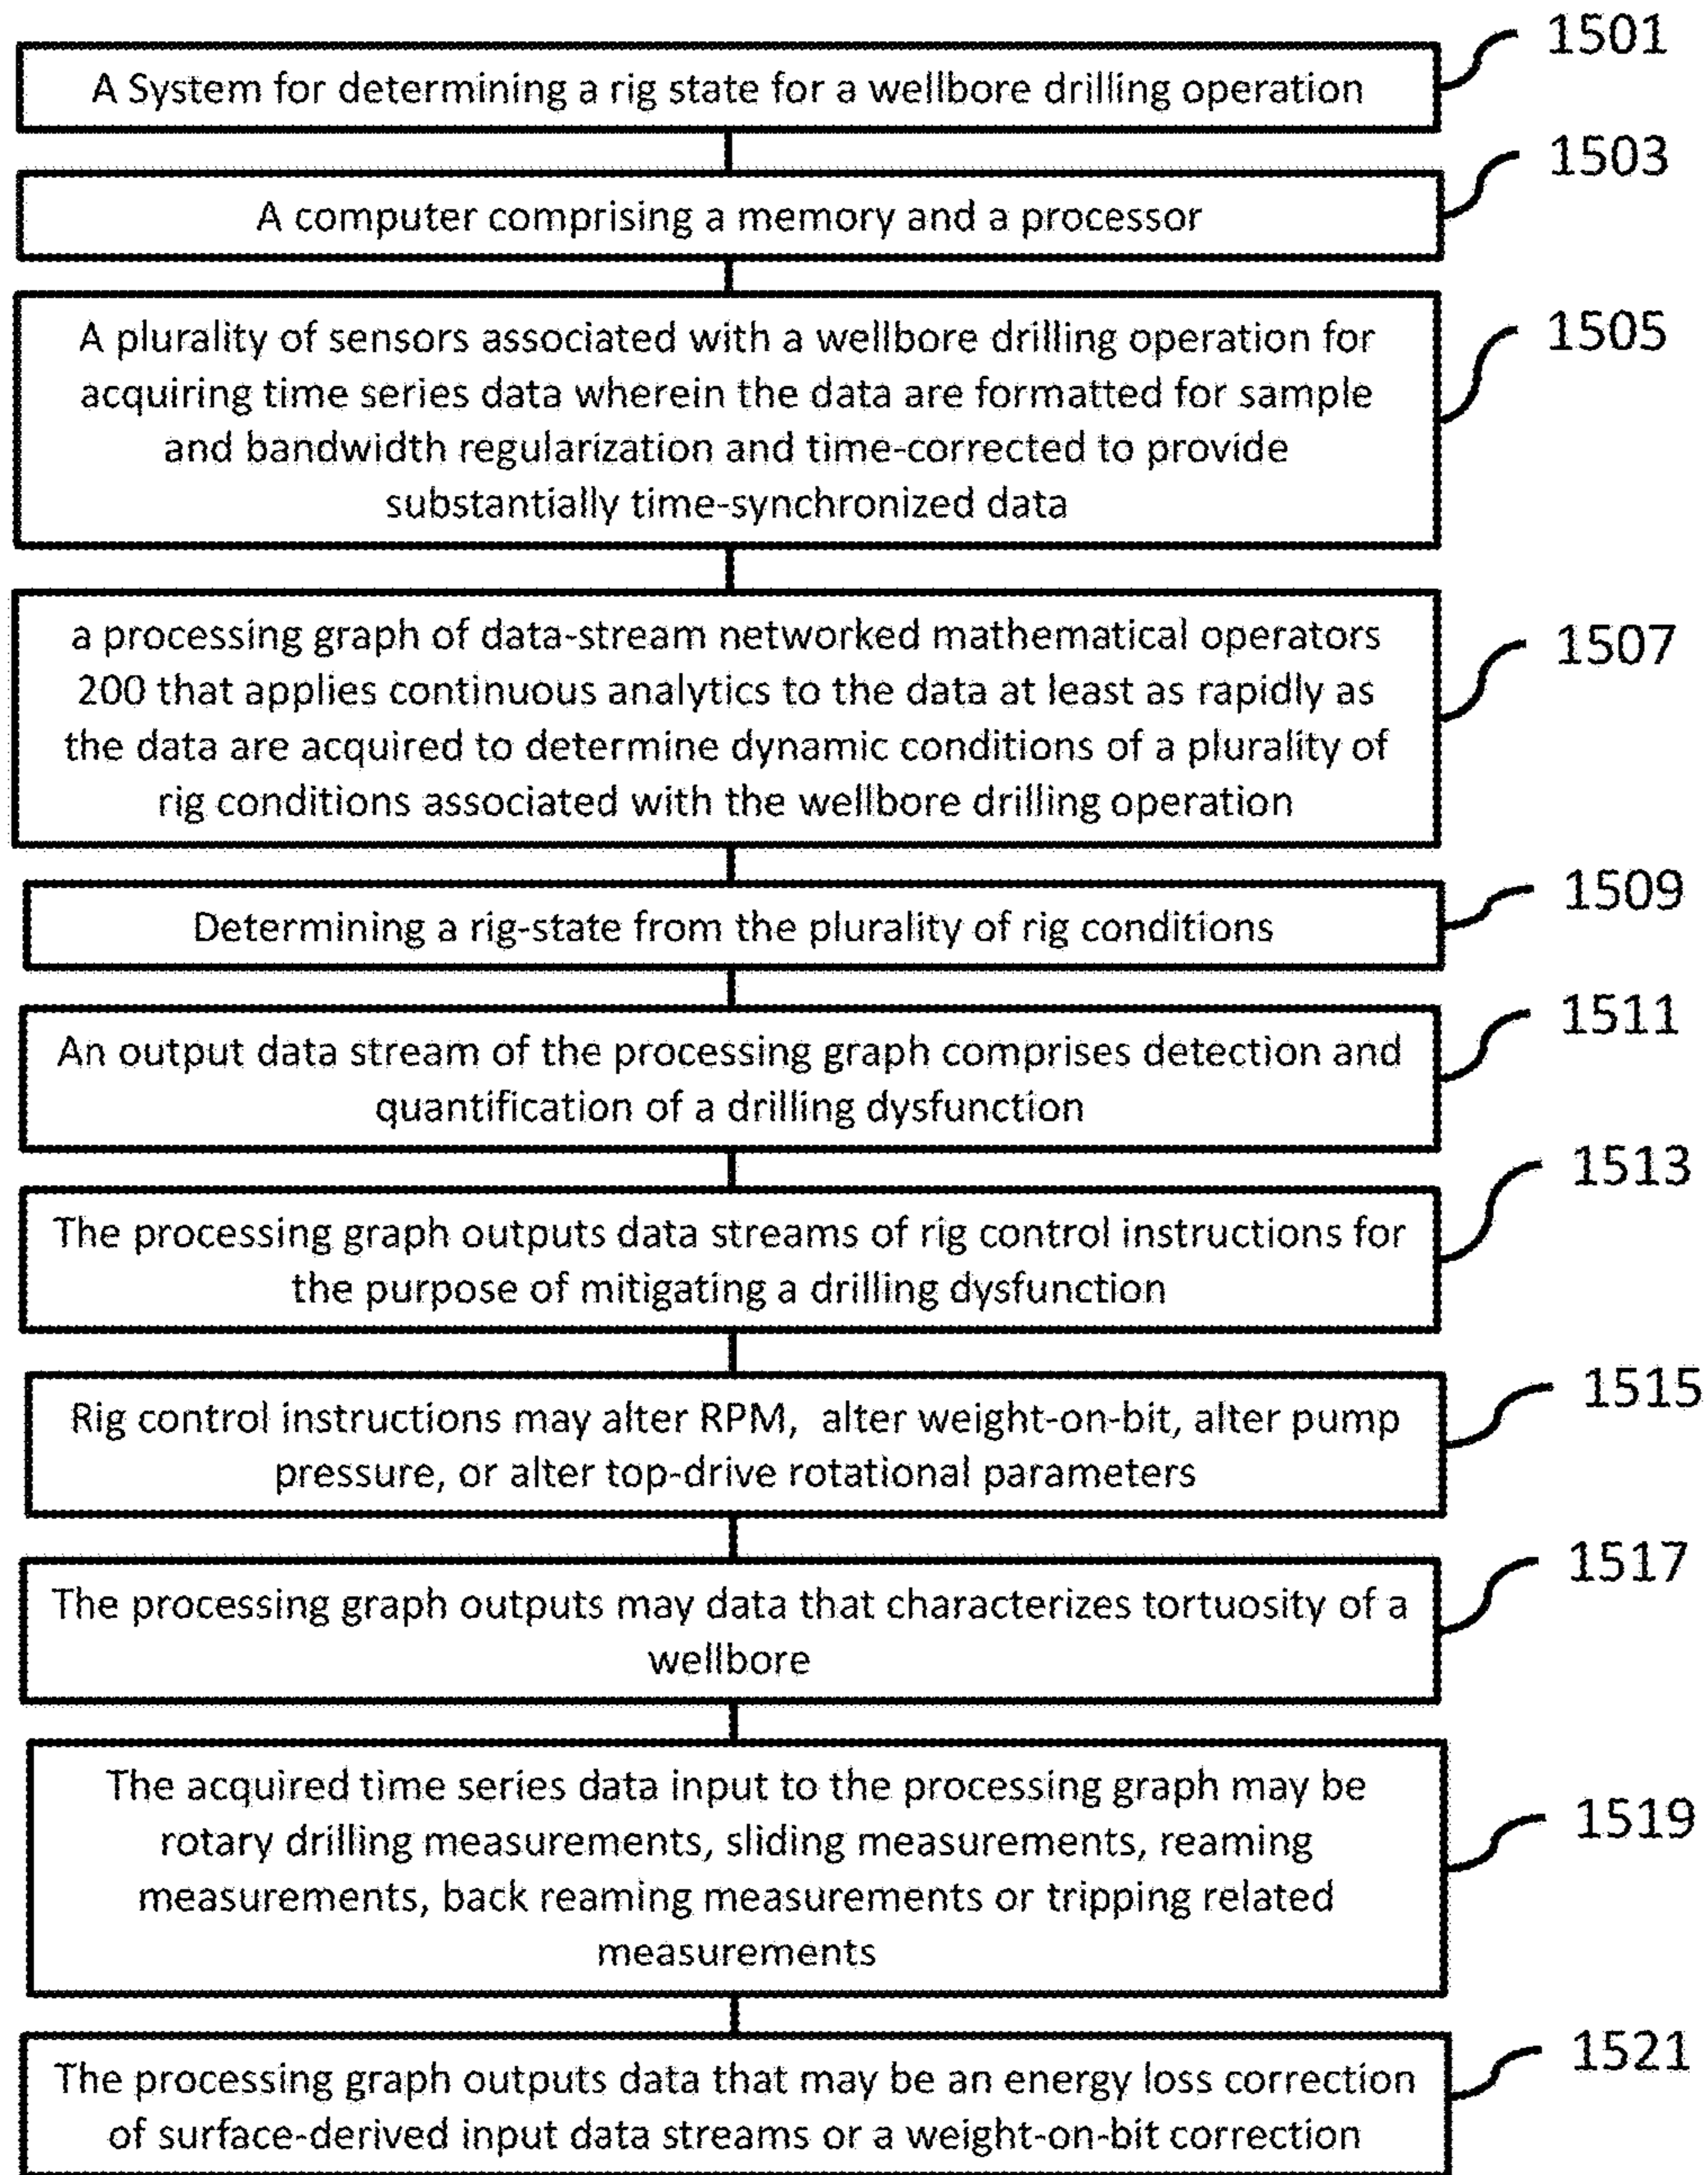 1501
A System for determining a rig state for a wellbore drilling operation
1503
A computer comprising a memory and a processor
1505
A plurality of sensors associated with a wellbore drilling operation for
acquiring time series data wherein the data are formatted for sample
and bandwidth regularization and time-corrected to provide
substantially time-synchronized data
1507
a processing graph of data-stream networked mathematical operators
200 that applies continuous analytics to the data at least as rapidly as
the data are acquired to determine dynamic conditions of a plurality of
rig conditions associated with the wellbore drilling operation
1509
Determining a rig-state from the plurality of rig conditions
1511
An output data stream of the processing graph comprises detection and
quantification of a drilling dysfunction
1513
The processing graph outputs data streams of rig control instructions for
the purpose of mitigating a drilling dysfunction
1515
Rig control instructions may alter RPM, alter weight-on-bit, alter pump
pressure, or alter top-drive rotational parameters
1517
The processing graph outputs may data that characterizes tortuosity of a
wellbore
1519
The acquired time series data input to the processing graph may be
rotary drilling measurements, sliding measurements, reaming
measurements, back reaming measurements or tripping related
measurements
1521
The processing graph outputs data that may be an energy loss correction
of surface-derived input data streams or a weight-on-bit correction